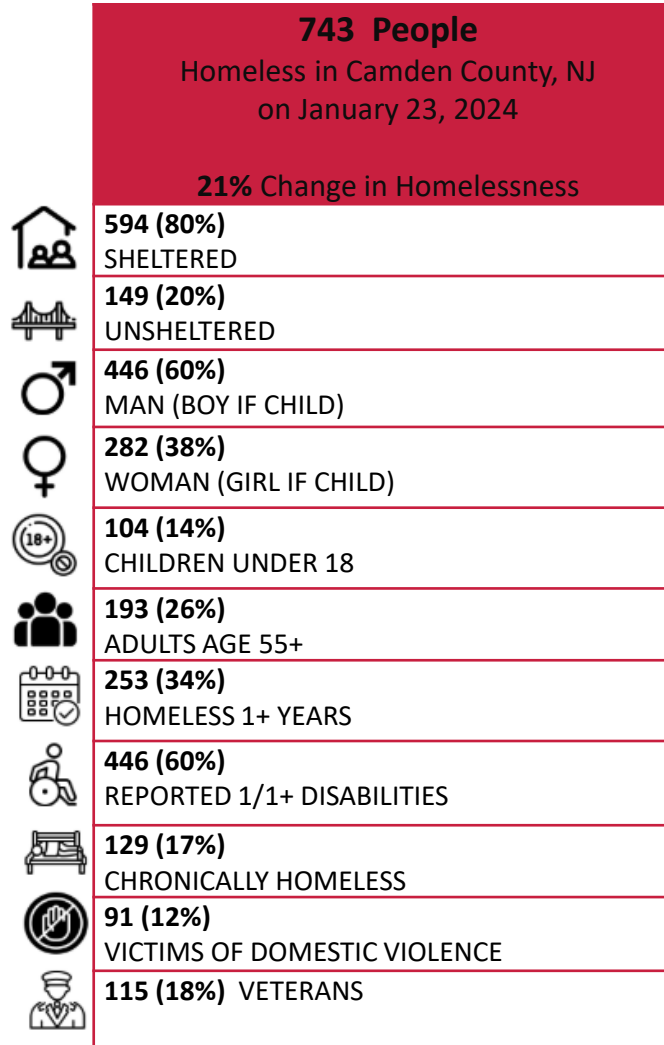 743 People
Homeless in Camden County, NJ
on January 23, 2024
21% Change in Homelessness
594 (80%)
SHELTERED
149 (20%)
UNSHELTERED
446 (60%)
MAN (BOY IF CHILD)
282 (38%)
WOMAN (GIRL IF CHILD)
18+
104 (14%)
CHILDREN UNDER 18
193 (26%)
ADULTS AGE 55+
253 (34%)
HOMELESS 1+ YEARS
446 (60%)
REPORTED 1/1+ DISABILITIES
129 (17%)
CHRONICALLY HOMELESS
91 (12%)
VICTIMS OF DOMESTIC VIOLENCE
115 (18%) VETERANS